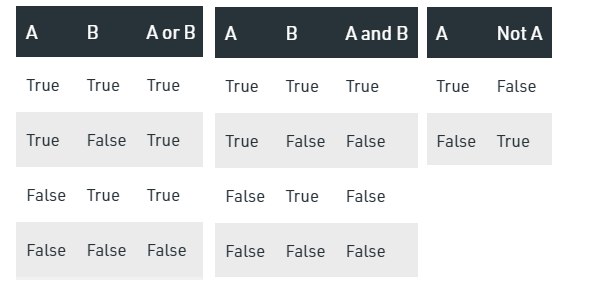 A B A or B
True True True
True False True
False True True
False False False
A B A and B
True True True
True False False
False True False
False False False
A Not A
True False
False True